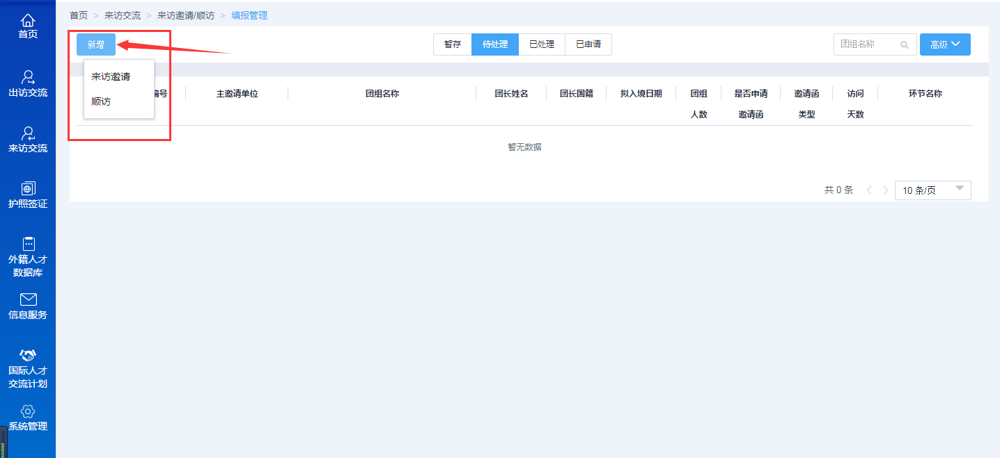 首页
出访交流
来访交流
护照签证
外籍人才
数据库
信息服务
国际人才
交流计划
系统管理
首页 > 来访交流 > 来访邀请/顺访 > 填报管理
新增
暂存 待处理 已处理 已申请
团组名称
高级
来访邀请
顺访
编号 主邀请单位 团组名称 团长姓名 团长国籍 拟入境日期 团组 是否申请 邀请函 访问 环节名称
人数 邀请函 类型 天数
暂无数据
共 0 条 10 条/页